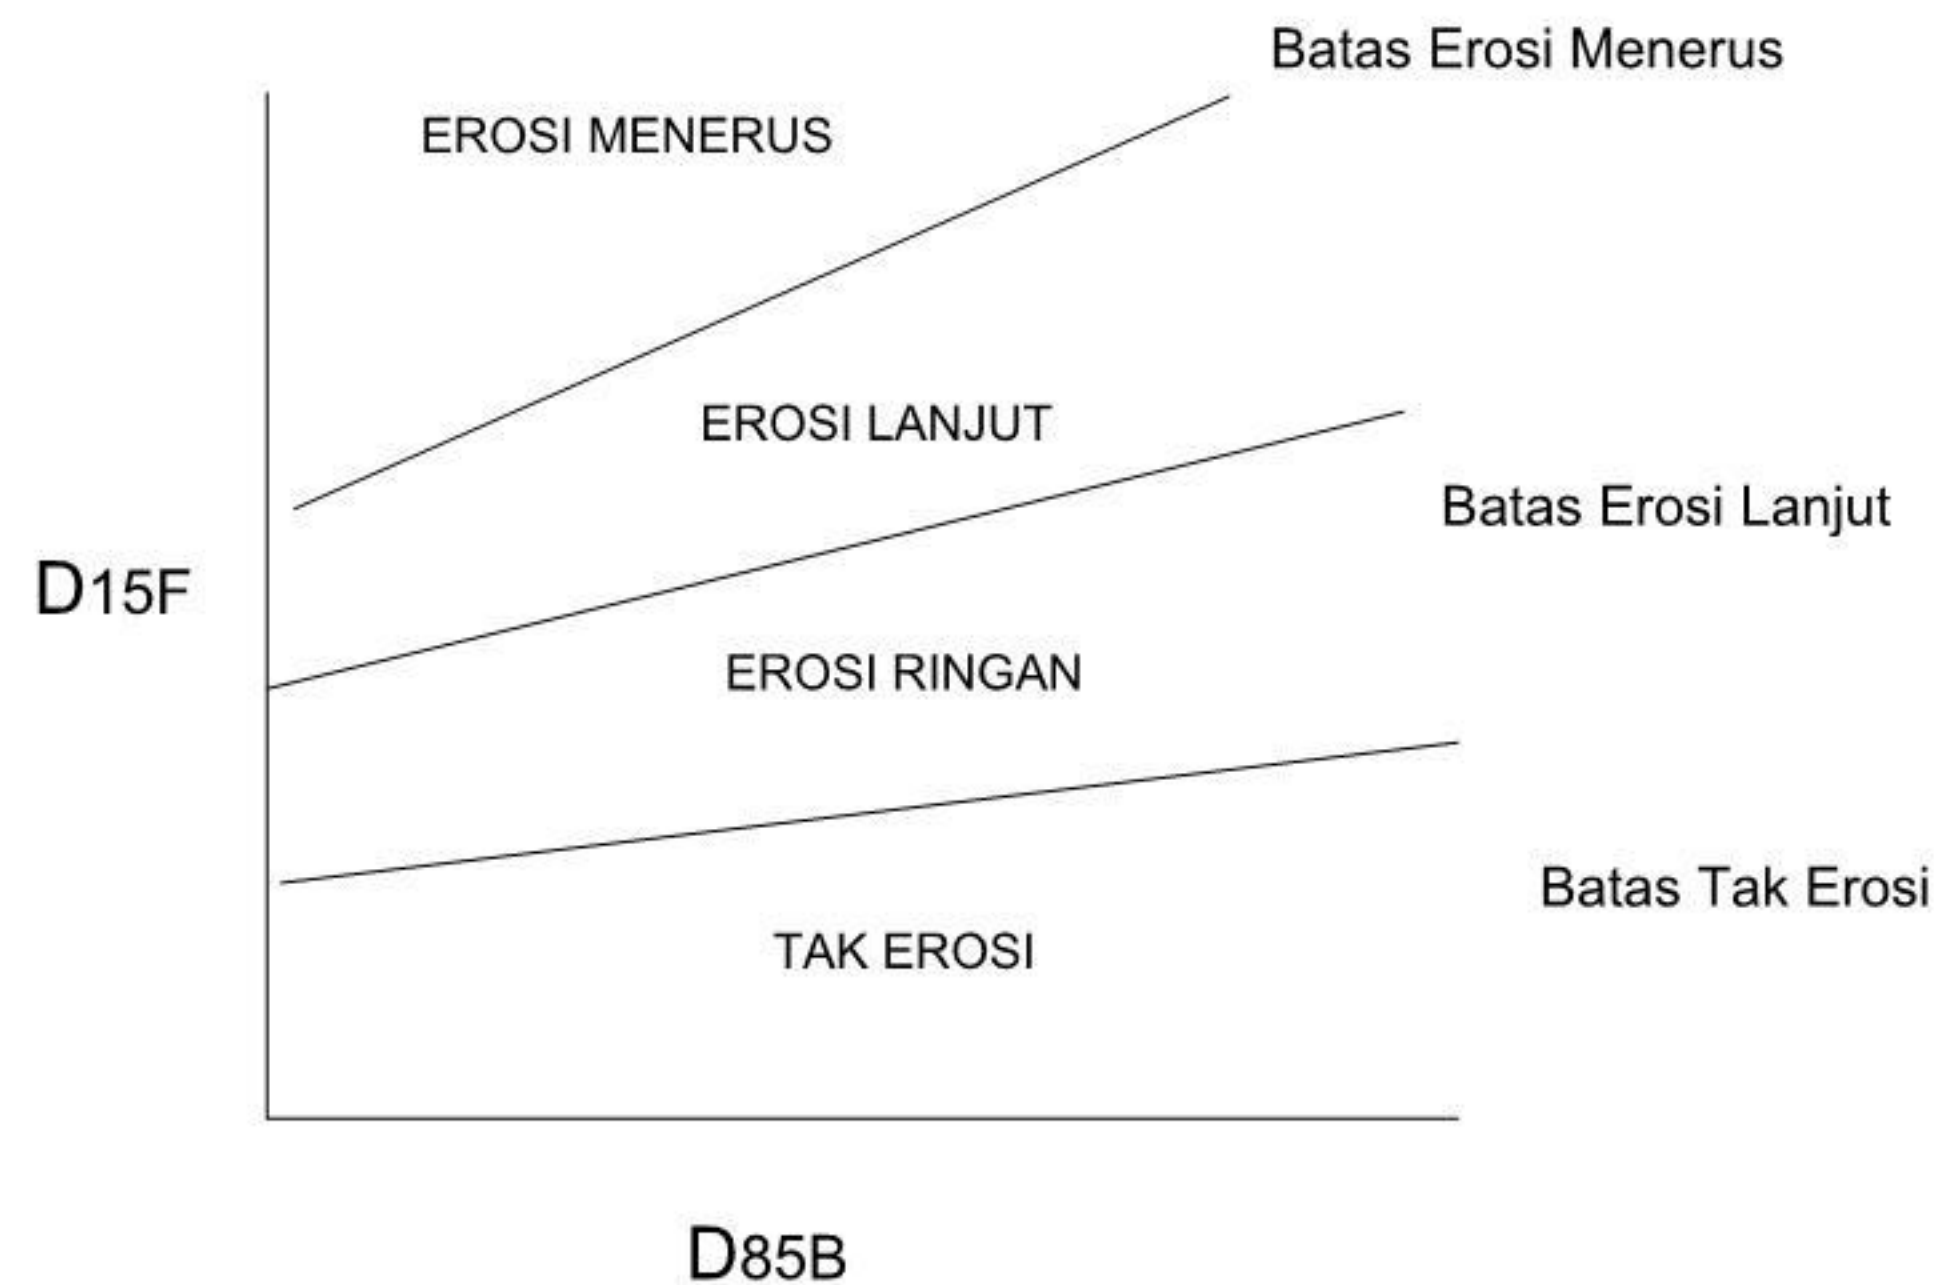 Batas Erosi Menerus
EROSI MENERUS
EROSI LANJUT
Batas Erosi Lanjut
D15F
EROSI RINGAN
Batas Tak Erosi
TAK EROSI
D85B